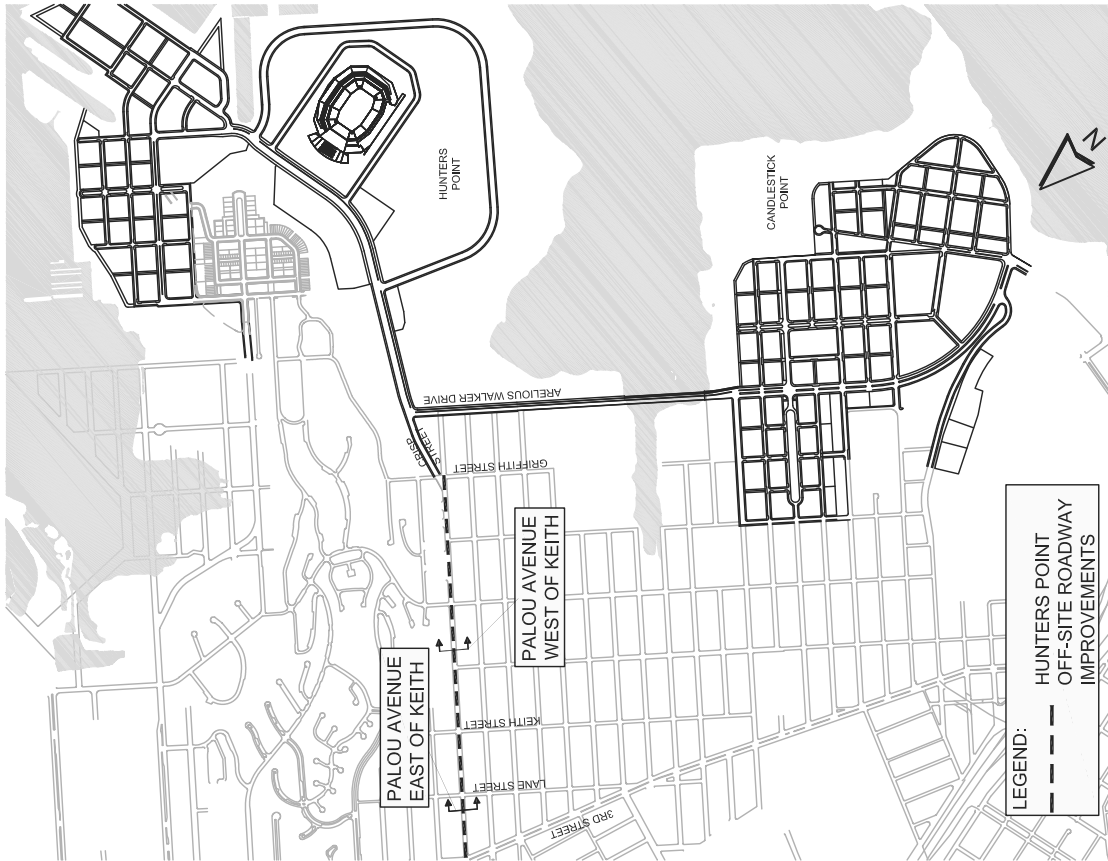 HUNTERS
POINT
CANDLESTICK
POINT
N
ARELIOUS WALKER DRIVE
CRISP
STREET
GRIFFITH STREET
PALOU AVENUE
WEST OF KEITH
PALOU AVENUE
EAST OF KEITH
KEITH STREET
LANE STREET
3RD STREET
LEGEND:
HUNTERS POINT
OFF-SITE ROADWAY
IMPROVEMENTS